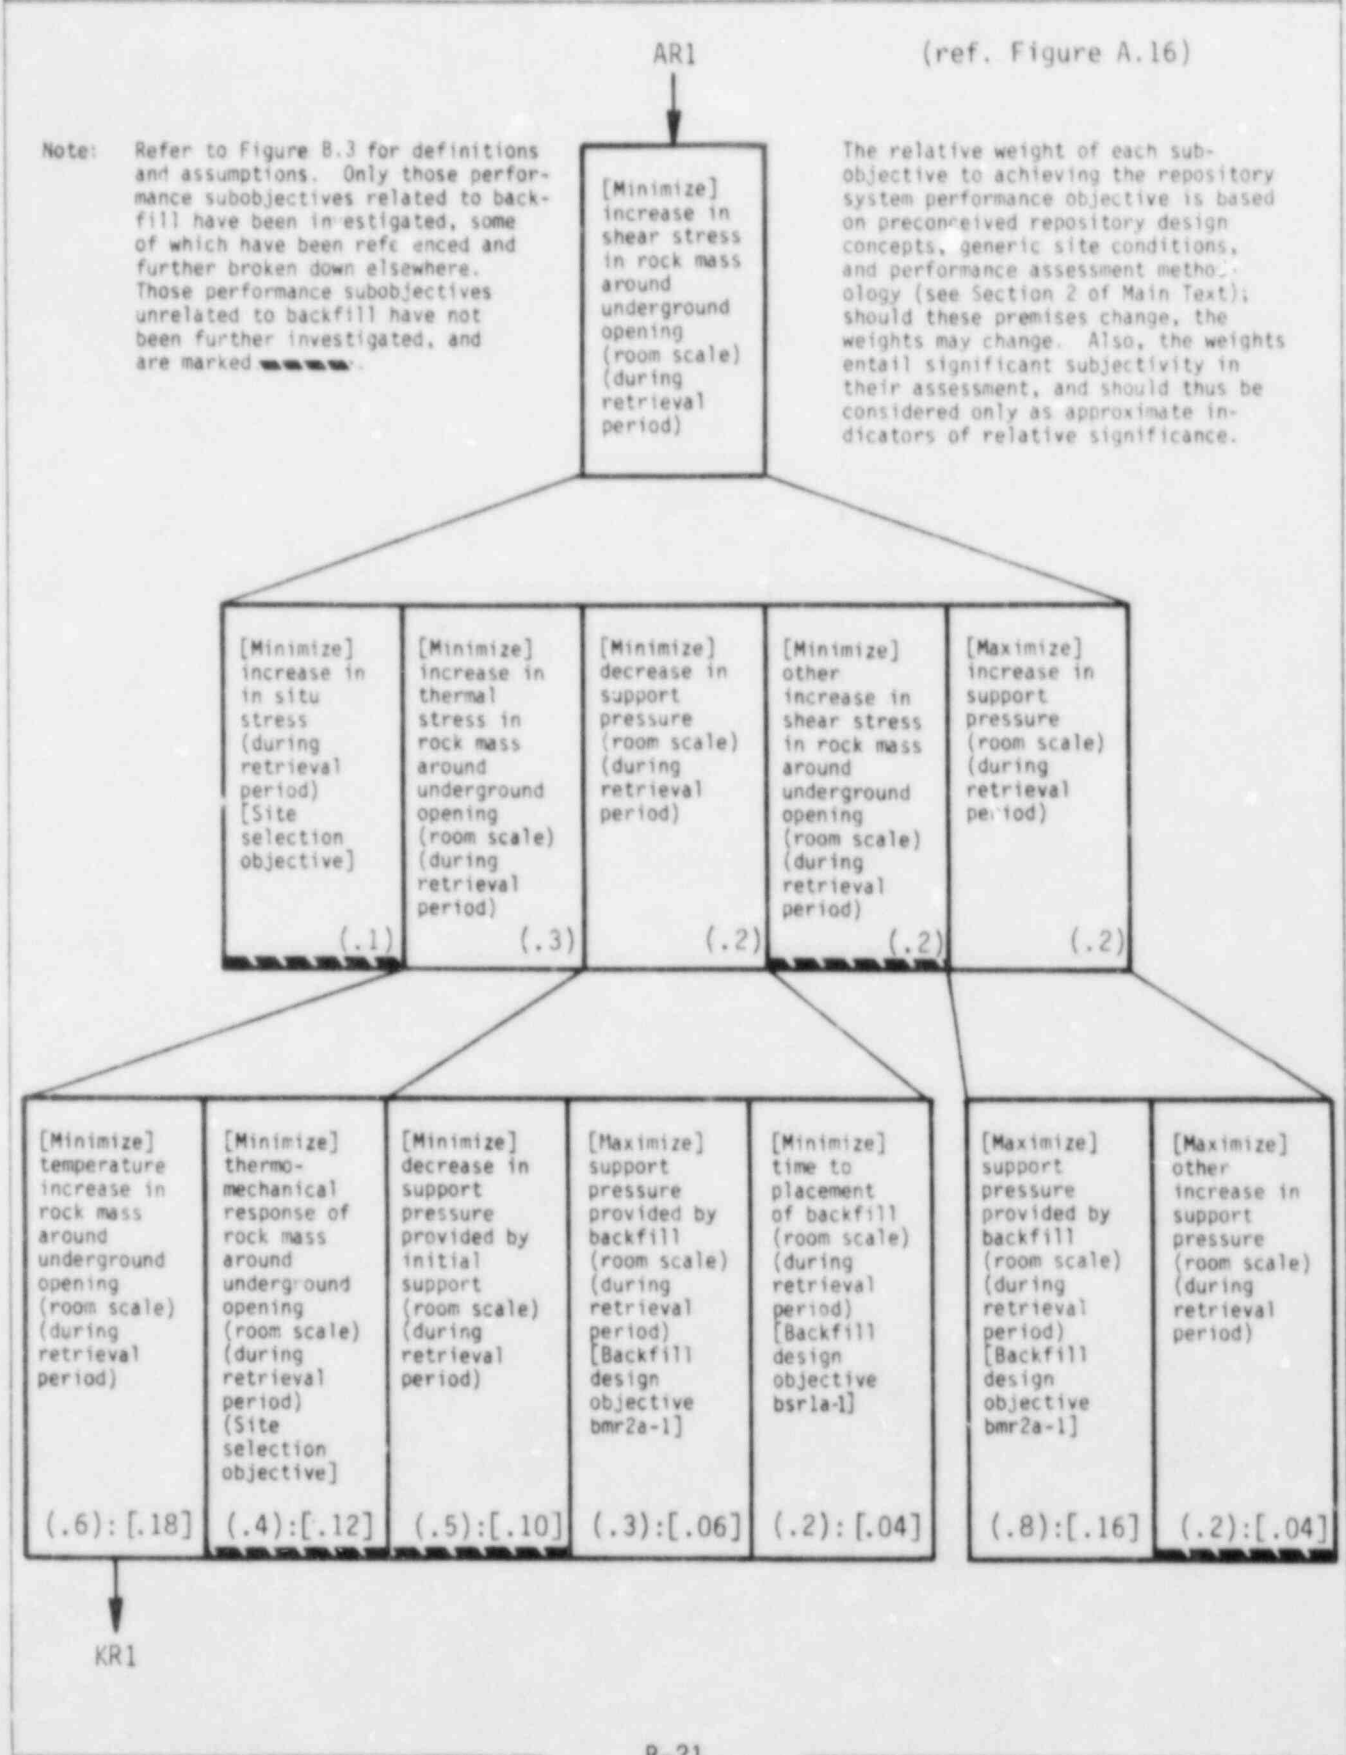 AR1
(ref. Figure A.16)
Note: Refer to Figure B.3 for definitions
and assumptions. Only those perfor-
mance subobjectives related to back-
fill have been in estigated, some
of which have been refe enced and
further broken down elsewhere.
Those performance subobjectives
unrelated to backfill have not
been further investigated, and
are marked
[Minimize]
increase in
shear stress
in rock mass
around
underground
opening
(room scale)
(during
retrieval
period)
The relative weight of each sub-
objective to achieving the repository
system performance objective is based
on preconceived repository design
concepts, generic site conditions,
and performance assessment method-
ology (see Section 2 of Main Text);
should these premises change, the
weights may change. Also, the weights
entail significant subjectivity in
their assessment, and should thus be
considered only as approximate in-
dicators of relative significance.
[Minimize]
increase in
in situ
stress
(during
retrieval
period)
[Site
selection
objective]
(.1)
[Minimize]
increase in
thermal
stress in
rock mass
around
underground
opening
(room scale)
(during
retrieval
period)
(.3)
[Minimize]
decrease in
support
pressure
(room scale)
(during
retrieval
period)
(.2)
[Minimize]
other
increase in
shear stress
in rock mass
around
underground
opening
(room scale)
(during
retrieval
period)
(.2)
[Maximize]
increase in
support
pressure
(room scale)
(during
retrieval
period)
(.2)
[Minimize]
temperature
increase in
rock mass
around
underground
opening
(room scale)
(during
retrieval
period)
(.6):[.18]
[Minimize]
thermo-
mechanical
response of
rock mass
around
underground
opening
(room scale)
(during
retrieval
period)
(Site
selection
objective]
(.4):[.12]
[Minimize]
decrease in
support
pressure
provided by
initial
support
(room scale)
(during
retrieval
period)
(.5):[.10]
[Maximize]
support
pressure
provided by
backfill
(room scale)
(during
retrieval
period)
[Backfill
design
objective
bmr2a-1]
(.3):[.06]
[Minimize]
time to
placement
of backfill
(room scale)
(during
retrieval
period)
[Backfill
design
objective
bsr1a-1]
(.2):[.04]
[Maximize]
support
pressure
provided by
backfill
(room scale)
(during
retrieval
period)
[Backfill
design
objective
bmr2a-1]
(.8):[.16]
[Maximize]
other
increase in
support
pressure
(room scale)
(during
retrieval
period)
(.2):[.04]
KR1